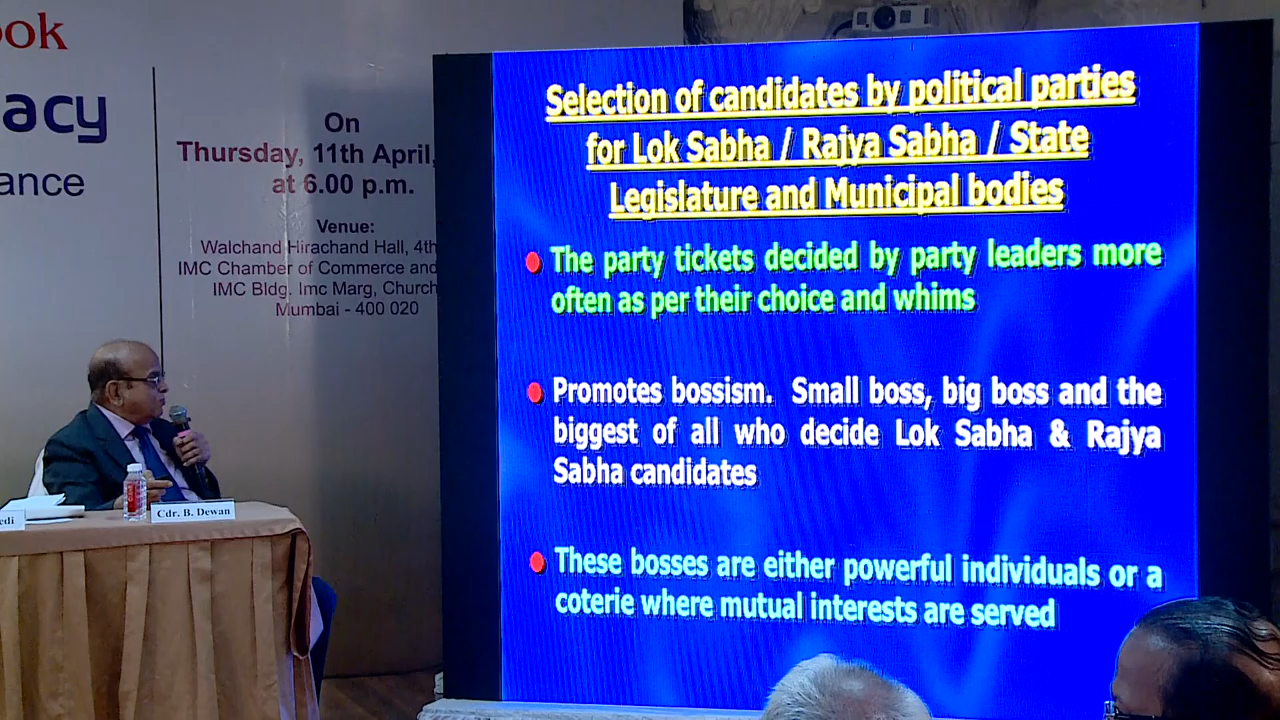 ook
acy
ance
On
Thursday, 11th April,
at 6.00 p.m.
Venue:
Walchand Hirachand Hall, 4th
IMC Chamber of Commerce and
IMC Bldg. Imc Marg, Church
Mumbai - 400 020
edi
Cdr. B. Dewan
Selection of candidates by political parties
for Lok Sabha / Rajya Sabha / State
Legislature and Municipal bodies
The party tickets decided by party leaders more
often as per their choice and whims
Promotes bossism. Small boss, big boss and the
biggest of all who decide Lok Sabha & Rajya
Sabha candidates
These bosses are either powerful individuals or a
coterie where mutual interests are served